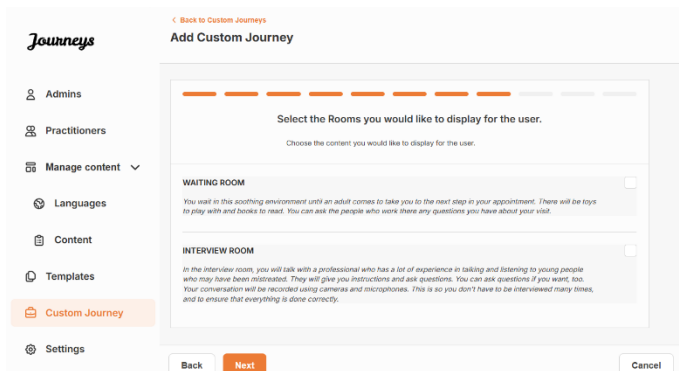 < Back to Custom Journeys
Journeys
Add Custom Journey
Admins
Practitioners
Manage content
Languages
Content
Templates
Custom Journey
Settings
Select the Rooms you would like to display for the user.
Choose the content you would like to display for the user.
WAITING ROOM
You wait in this soothing environment until an adult comes to take you to the next step in your appointment. There will be toys
to play with and books to read. You can ask the people who work there any questions you have about your visit.
INTERVIEW ROOM
In the interview room, you will talk with a professional who has a lot of experience in talking and listening to young people
who may have been mistreated. They will give you instructions and ask questions. You can ask questions if you want, too.
Your conversation will be recorded using cameras and microphones. This is so you don't have to be interviewed many times,
and to ensure that everything is done correctly.
Back
Next
Cancel